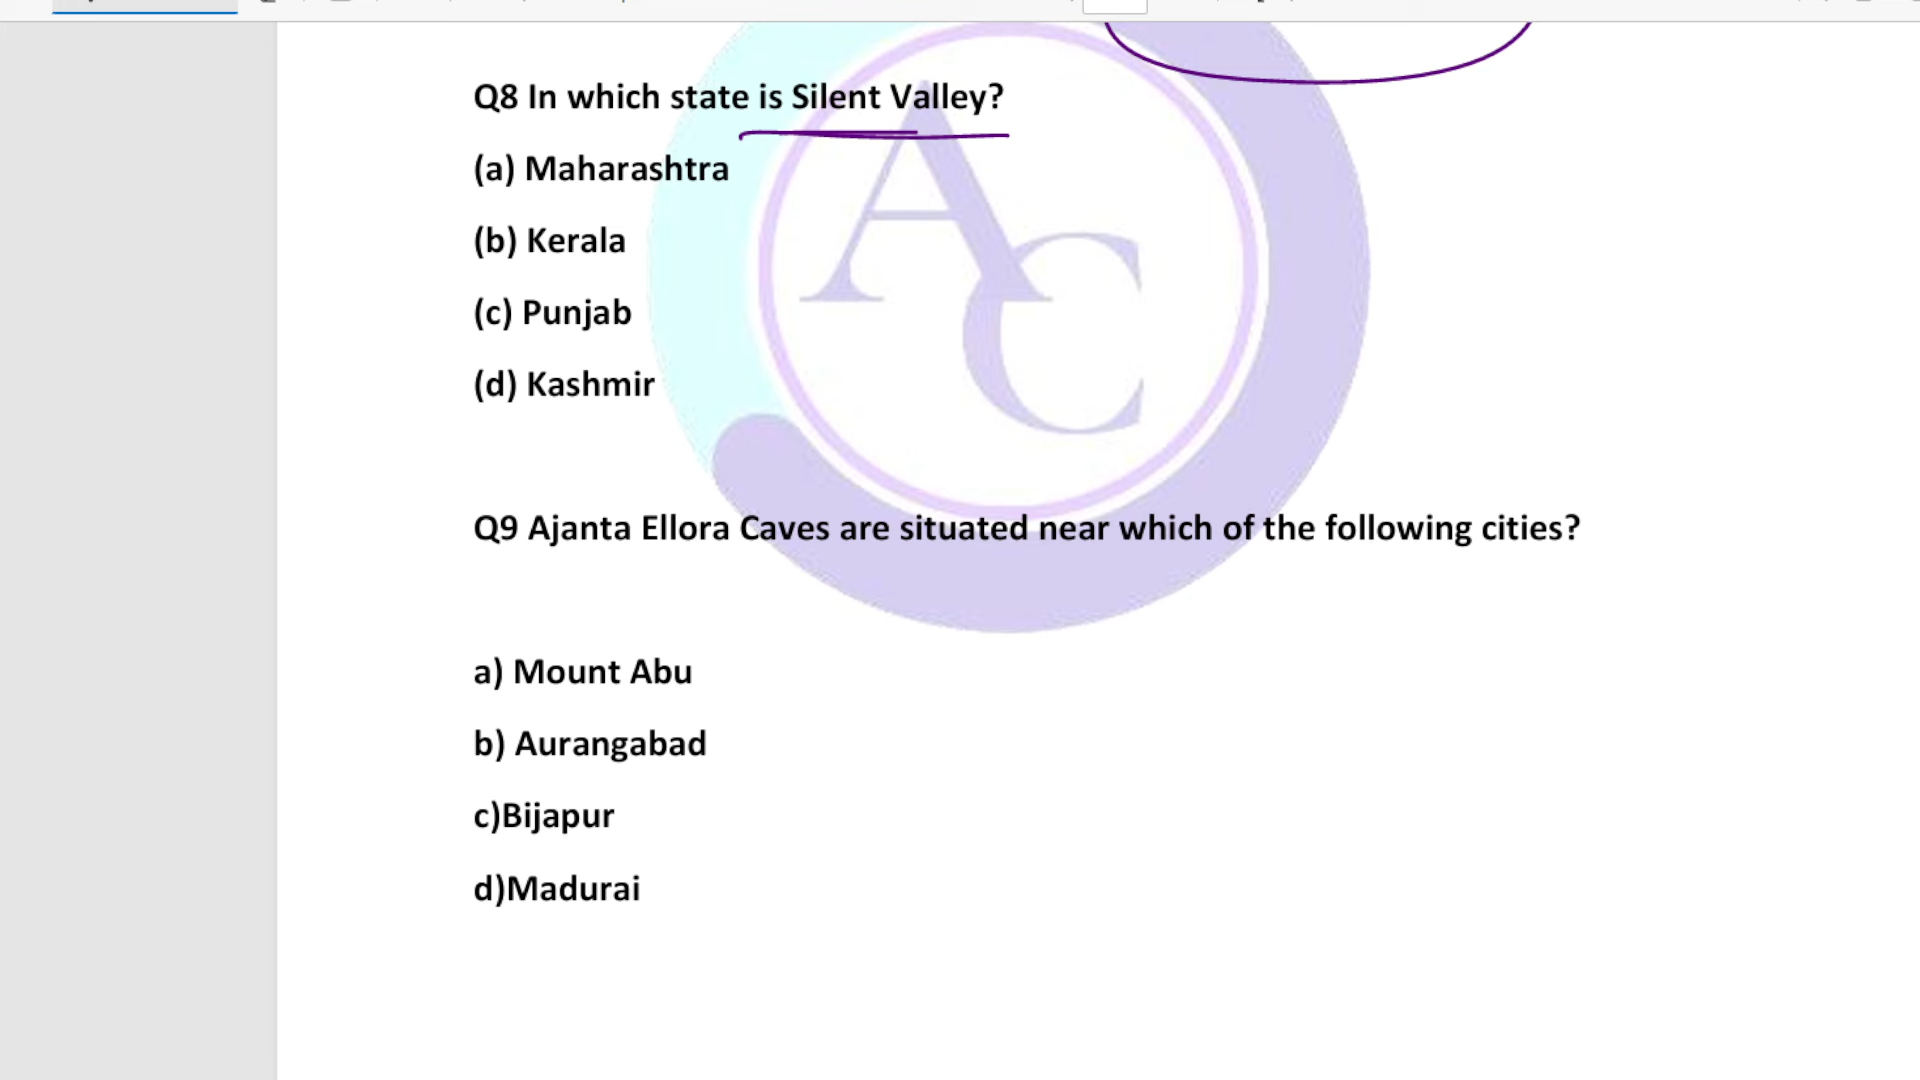 Q8 In which state is Silent Valley?
(a) Maharashtra
(b) Kerala
(c) Punjab
(d) Kashmir
AC
Q9 Ajanta Ellora Caves are situated near which of the following cities?
a) Mount Abu
b) Aurangabad
c)Bijapur
d)Madurai